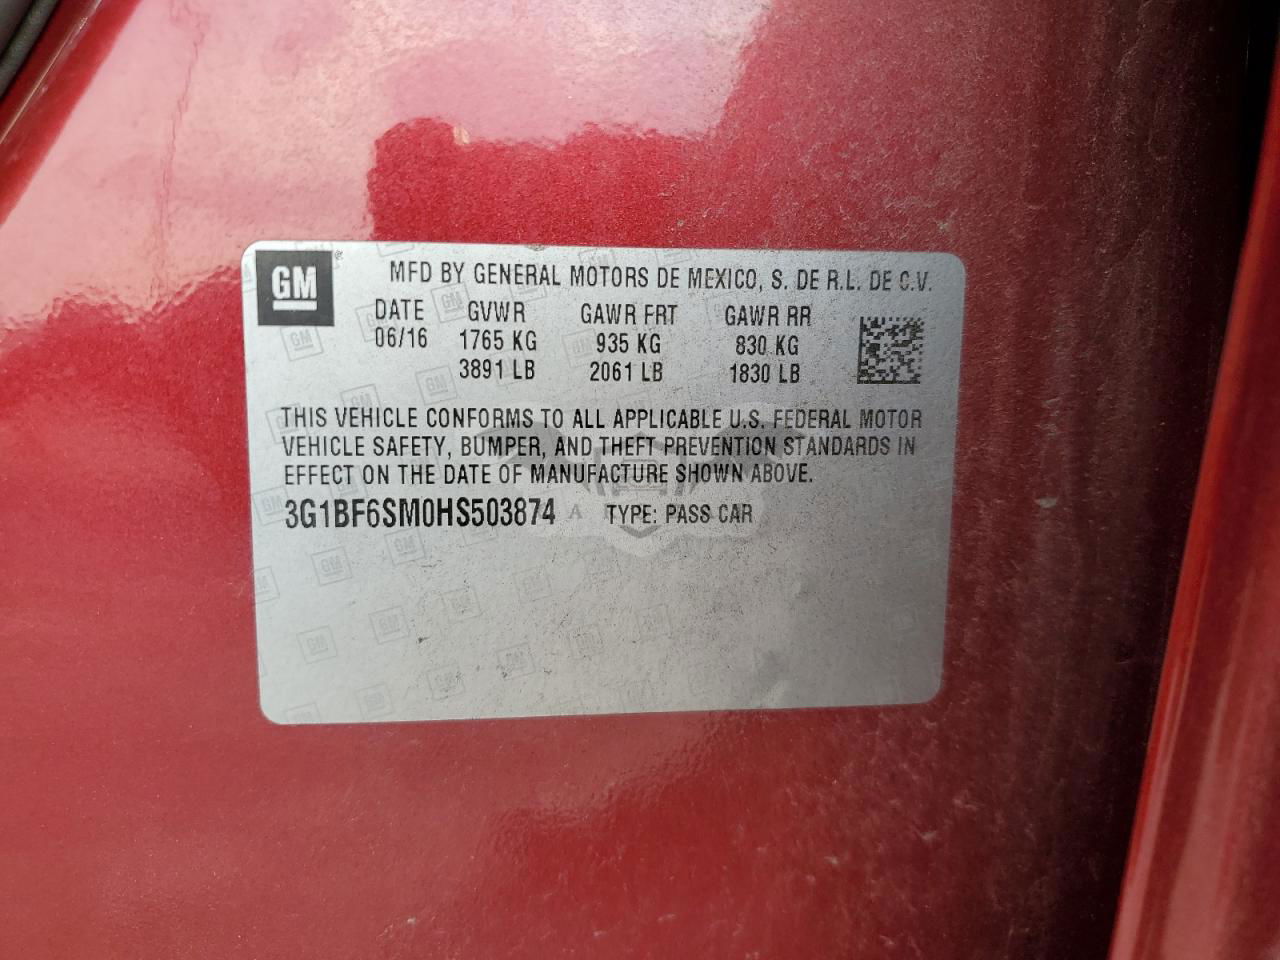 GM
MFD BY GENERAL MOTORS DE MEXICO, S. DE R.L. DE C.V.
DATE GVWR GAWR FRT GAWR RR
06/16 1765 KG 935 KG 830 KG
3891 LB 2061 LB 1830 LB
THIS VEHICLE CONFORMS TO ALL APPLICABLE U.S. FEDERAL MOTOR
VEHICLE SAFETY, BUMPER, AND THEFT PREVENTION STANDARDS IN
EFFECT ON THE DATE OF MANUFACTURE SHOWN ABOVE.
3G1BF6SM0HS503874 TYPE: PASS CAR